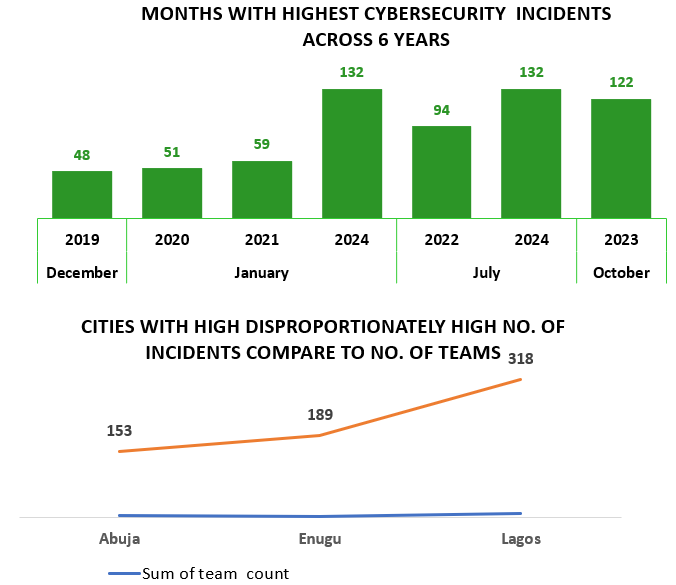 MONTHS WITH HIGHEST CYBERSECURITY INCIDENTS
ACROSS 6 YEARS
132
132
122
94
59
51
48
2019
2020
2021
2024
2022
2024
2023
December
January
July
October
CITIES WITH HIGH DISPROPORTIONATELY HIGH NO. OF
INCIDENTS COMPARE TO NO. OF TEAMS
318
189
153
Abuja
Enugu
Lagos
Sum of team count